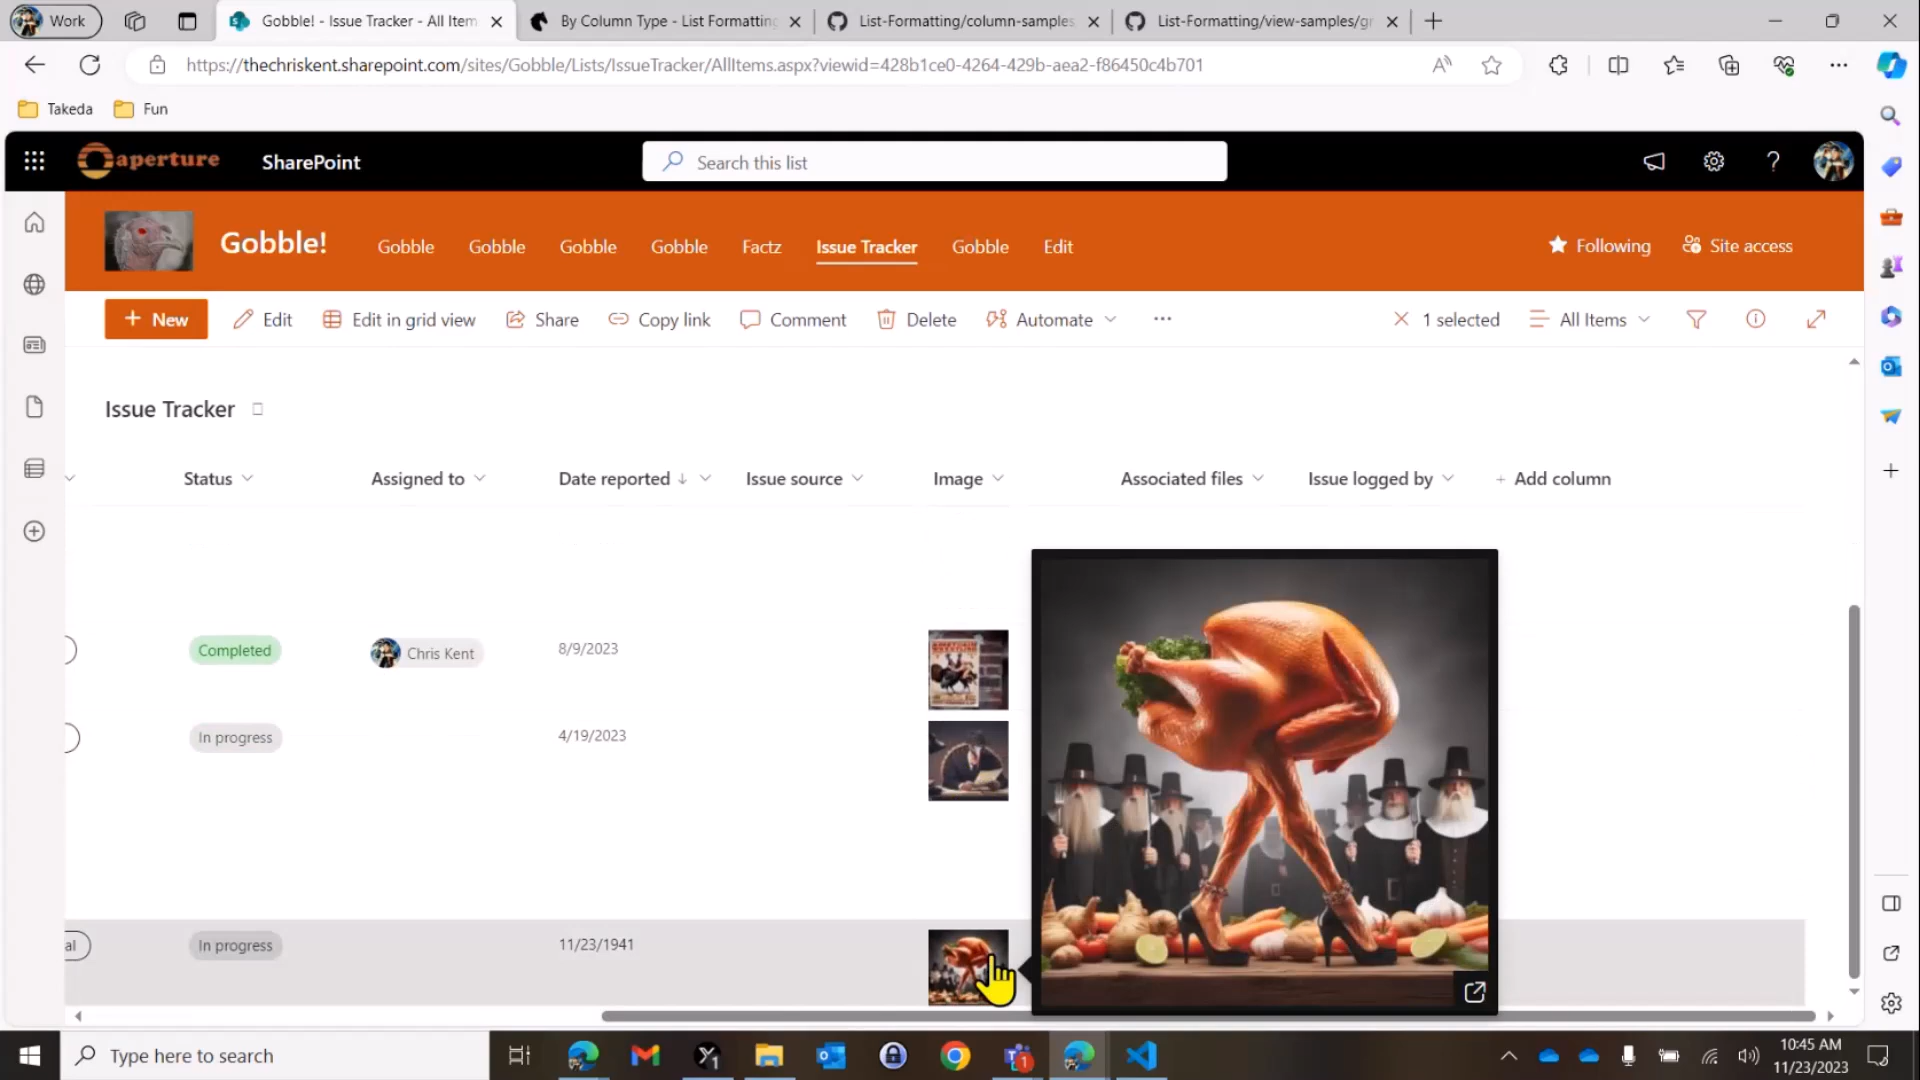 Work
Gobble! - Issue Tracker - All Item
By Column Type - List Formatting
List-Formatting/column-samples
List-Formatting/view-samples/gr
https://thechriskent.sharepoint.com/sites/Gobble/Lists/IssueTracker/AllItems.aspx?viewid=428b1ce0-4264-429b-aea2-f86450c4b701
Takeda
Fun
aperture
SharePoint
Search this list
Gobble!
Gobble
Gobble
Gobble
Gobble
Factz
Issue Tracker
Gobble
Edit
Following
Site access
+ New
Edit
Edit in grid view
Share
Copy link
Comment
Delete
Automate
1 selected
All Items
Issue Tracker
Status
Assigned to
Date reported
Issue source
Image
Associated files
Issue logged by
+ Add column
Completed
Chris Kent
8/9/2023
In progress
4/19/2023
al
In progress
11/23/1941
Type here to search
1
10:45 AM
11/23/2023